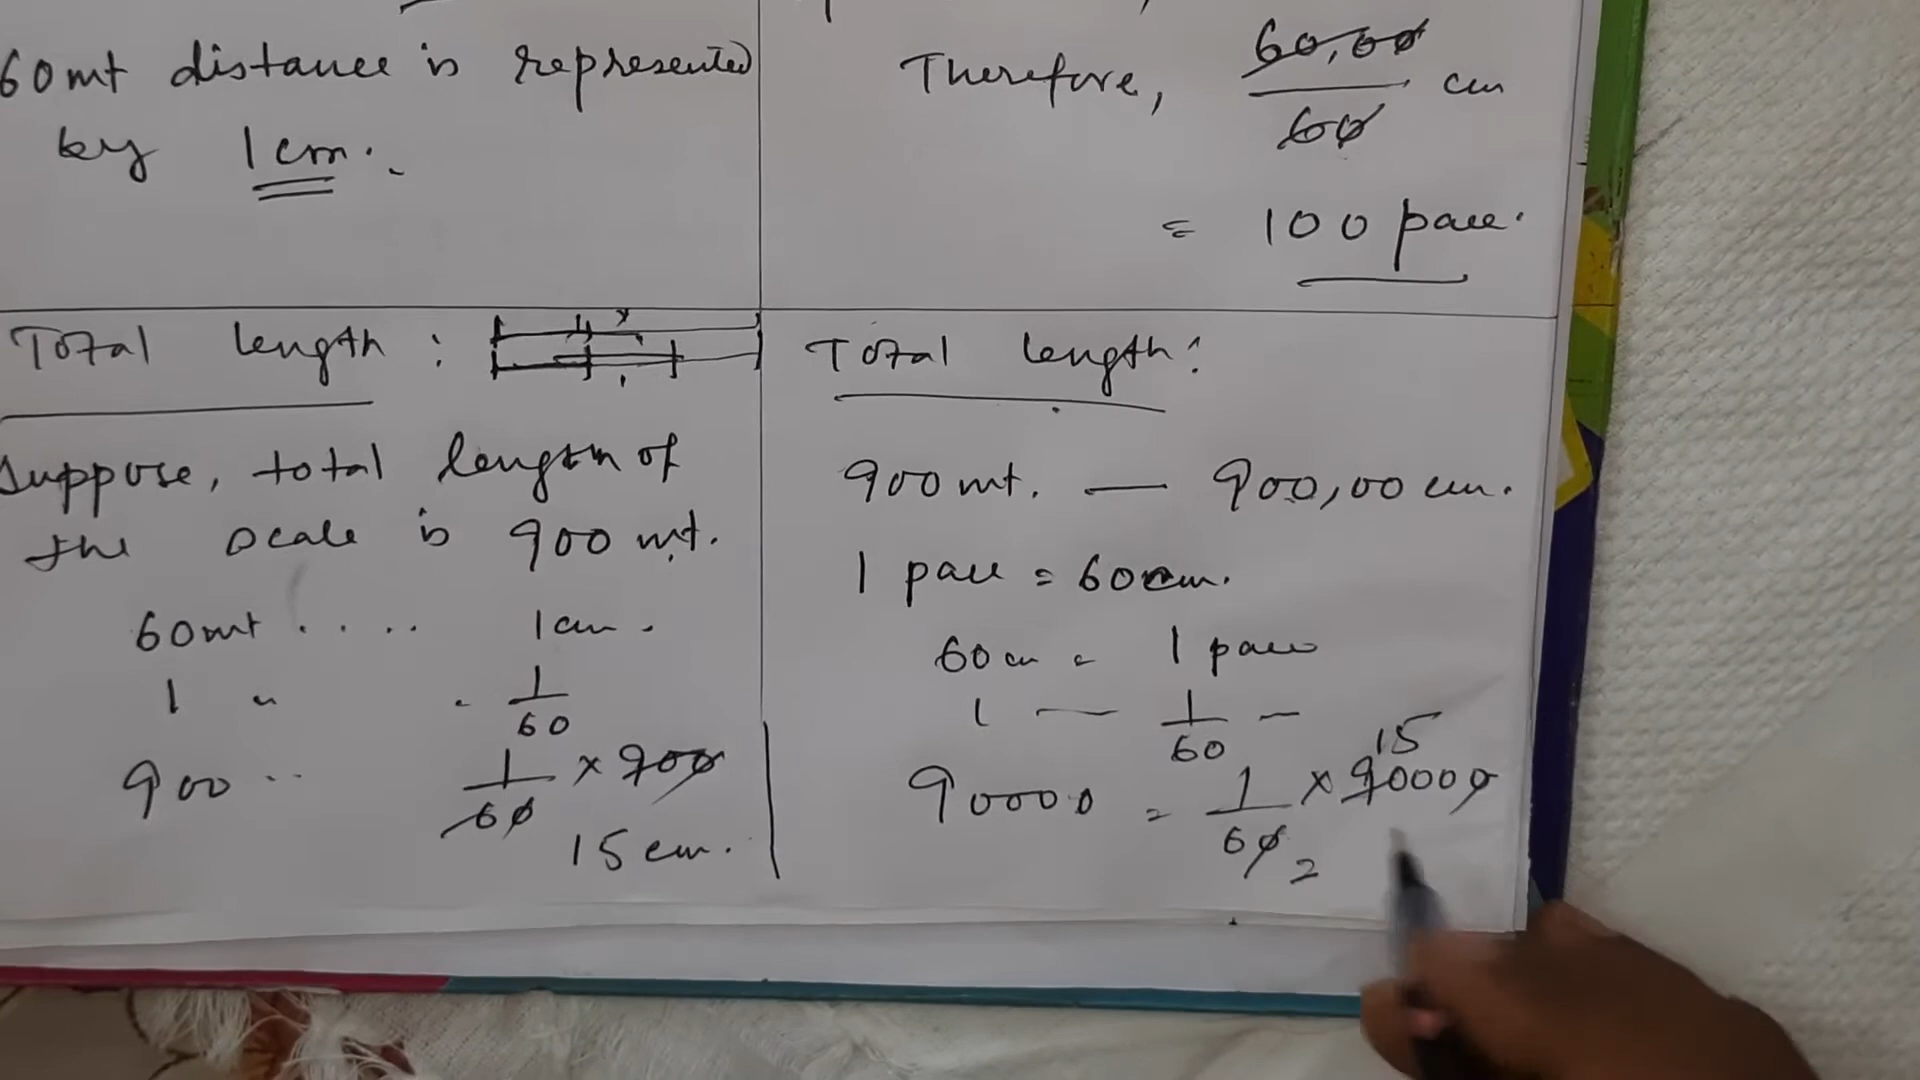 60mt distance is represented
by 1cm.
Therefore, 60,00/60 cm
= 100 pace.
Total length :
Suppose, total length of
the scale is 900 mt.
60mt .... 1cm.
1 " " 1/60
900 .. 1/60 × 900
15 cm.
Total length:
900 mt. — 900,00 cm.
1 pace = 60cm.
60 cm = 1 pace
1 — 1/60 —
15
90000 = 1/60 × 90000
2